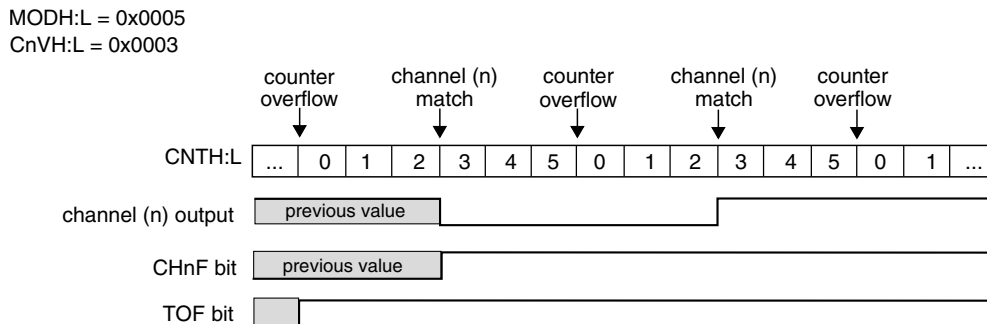 MODH:L = 0x0005
CnVH:L = 0x0003
counter overflow
channel (n) match
counter overflow
channel (n) match
counter overflow
CNTH:L ... 0 1 2 3 4 5 0 1 2 3 4 5 0 1 ...
channel (n) output previous value
CHnF bit previous value
TOF bit